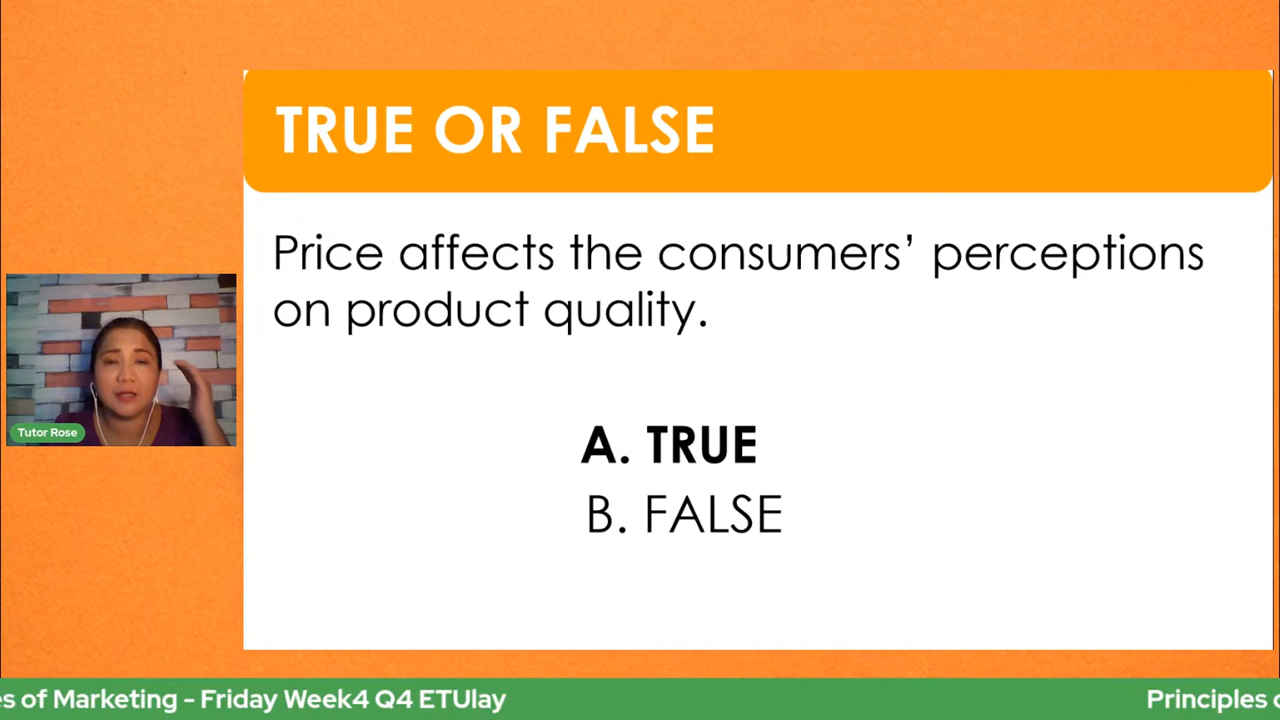 TRUE OR FALSE
Price affects the consumers’ perceptions
on product quality.
A. TRUE
B. FALSE
Tutor Rose
es of Marketing - Friday Week4 Q4 ETUlay
Principles o